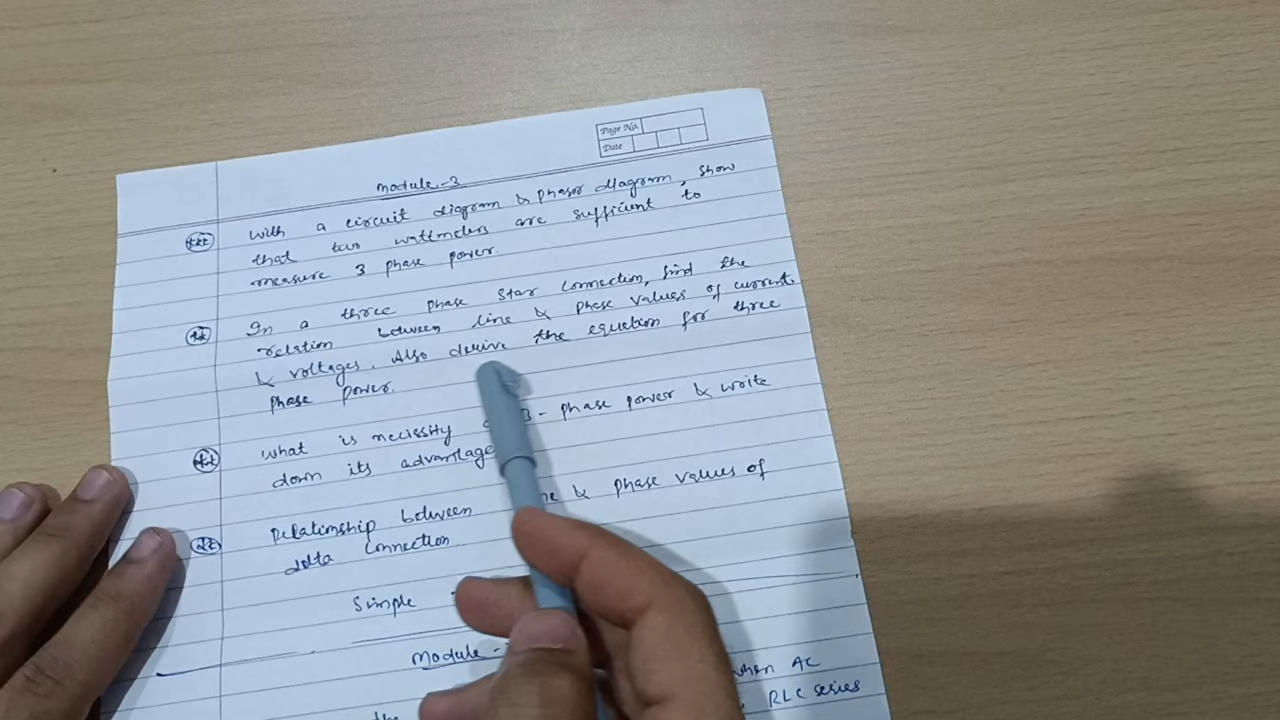 Page No.
Date
Module-3
*** With a circuit diagram & phasor diagram, show
that two wattmeters are sufficient to
measure 3 phase power.
** In a three phase star connection, find the
relation between line & phase values of current
& voltages. Also derive the equation for three
phase power.
** What is necissity 3-phase power & write
down its advantage
** Relationship between & phase values of
delta connection
Simple
Module-
when AC
RLC series